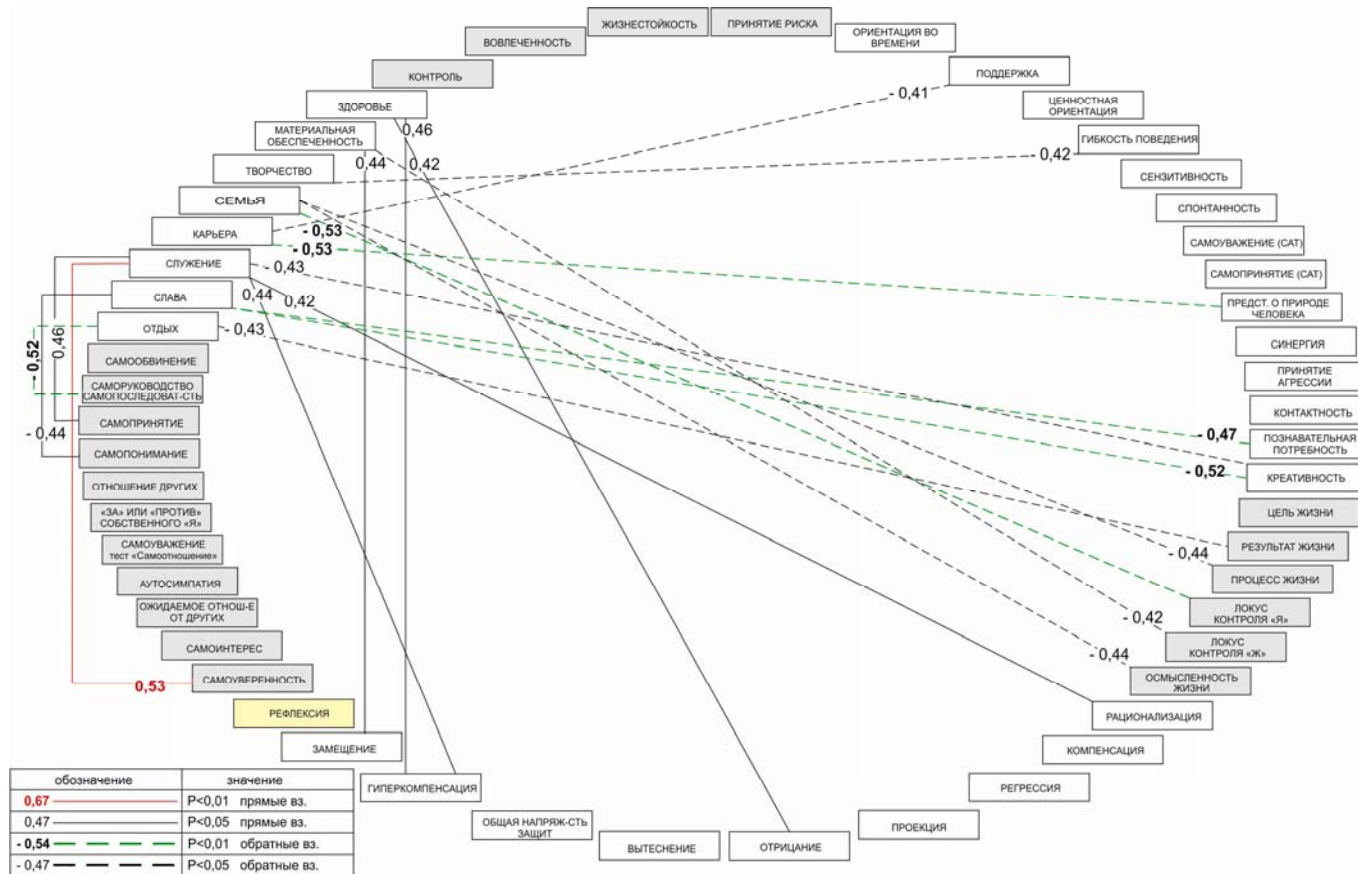 ЖИЗНЕСТОЙКОСТЬ
ПРИНЯТИЕ РИСКА
ВОВЛЕЧЕННОСТЬ
ОРИЕНТАЦИЯ ВО
ВРЕМЕНИ
КОНТРОЛЬ
ПОДДЕРЖКА
- 0,41
ЗДОРОВЬЕ
ЦЕННОСТНАЯ
ОРИЕНТАЦИЯ
0,46
МАТЕРИАЛЬНАЯ
ОБЕСПЕЧЕННОСТЬ
ГИБКОСТЬ ПОВЕДЕНИЯ
- 0,42
0,44
0,42
ТВОРЧЕСТВО
СЕНЗИТИВНОСТЬ
СЕМЬЯ
СПОНТАННОСТЬ
КАРЬЕРА
- 0,53
- 0,53
САМОУВАЖЕНИЕ (САТ)
СЛУЖЕНИЕ
- 0,43
САМОПРИНЯТИЕ (САТ)
СЛАВА
0,44
0,42
ПРЕДСТ. О ПРИРОДЕ
ЧЕЛОВЕКА
ОТДЫХ
- 0,43
СИНЕРГИЯ
- 0,52
0,46
САМООБВИНЕНИЕ
ПРИНЯТИЕ
АГРЕССИИ
САМОРУКОВОДСТВО
САМОПОСЛЕДОВАТ-СТЬ
КОНТАКТНОСТЬ
САМОПРИНЯТИЕ
- 0,44
- 0,47
ПОЗНАВАТЕЛЬНАЯ
ПОТРЕБНОСТЬ
САМОПОНИМАНИЕ
- 0,52
КРЕАТИВНОСТЬ
ОТНОШЕНИЕ ДРУГИХ
ЦЕЛЬ ЖИЗНИ
«ЗА» ИЛИ «ПРОТИВ»
СОБСТВЕННОГО «Я»
РЕЗУЛЬТАТ ЖИЗНИ
САМОУВАЖЕНИЕ
тест «Самоотношение»
- 0,44
ПРОЦЕСС ЖИЗНИ
АУТОСИМПАТИЯ
ЛОКУС
КОНТРОЛЯ «Я»
ОЖИДАЕМОЕ ОТНОШ-Е
ОТ ДРУГИХ
- 0,42
ЛОКУС
КОНТРОЛЯ «Ж»
САМОИНТЕРЕС
- 0,44
ОСМЫСЛЕННОСТЬ
ЖИЗНИ
САМОУВЕРЕННОСТЬ
0,53
РЕФЛЕКСИЯ
РАЦИОНАЛИЗАЦИЯ
ЗАМЕЩЕНИЕ
КОМПЕНСАЦИЯ
ГИПЕРКОМПЕНСАЦИЯ
РЕГРЕССИЯ
ОБЩАЯ НАПРЯЖ-СТЬ
ЗАЩИТ
ПРОЕКЦИЯ
ВЫТЕСНЕНИЕ
ОТРИЦАНИЕ
обозначение значение
0,67 P<0,01 прямые вз.
0,47 P<0,05 прямые вз.
- 0,54 P<0,01 обратные вз.
- 0,47 P<0,05 обратные вз.